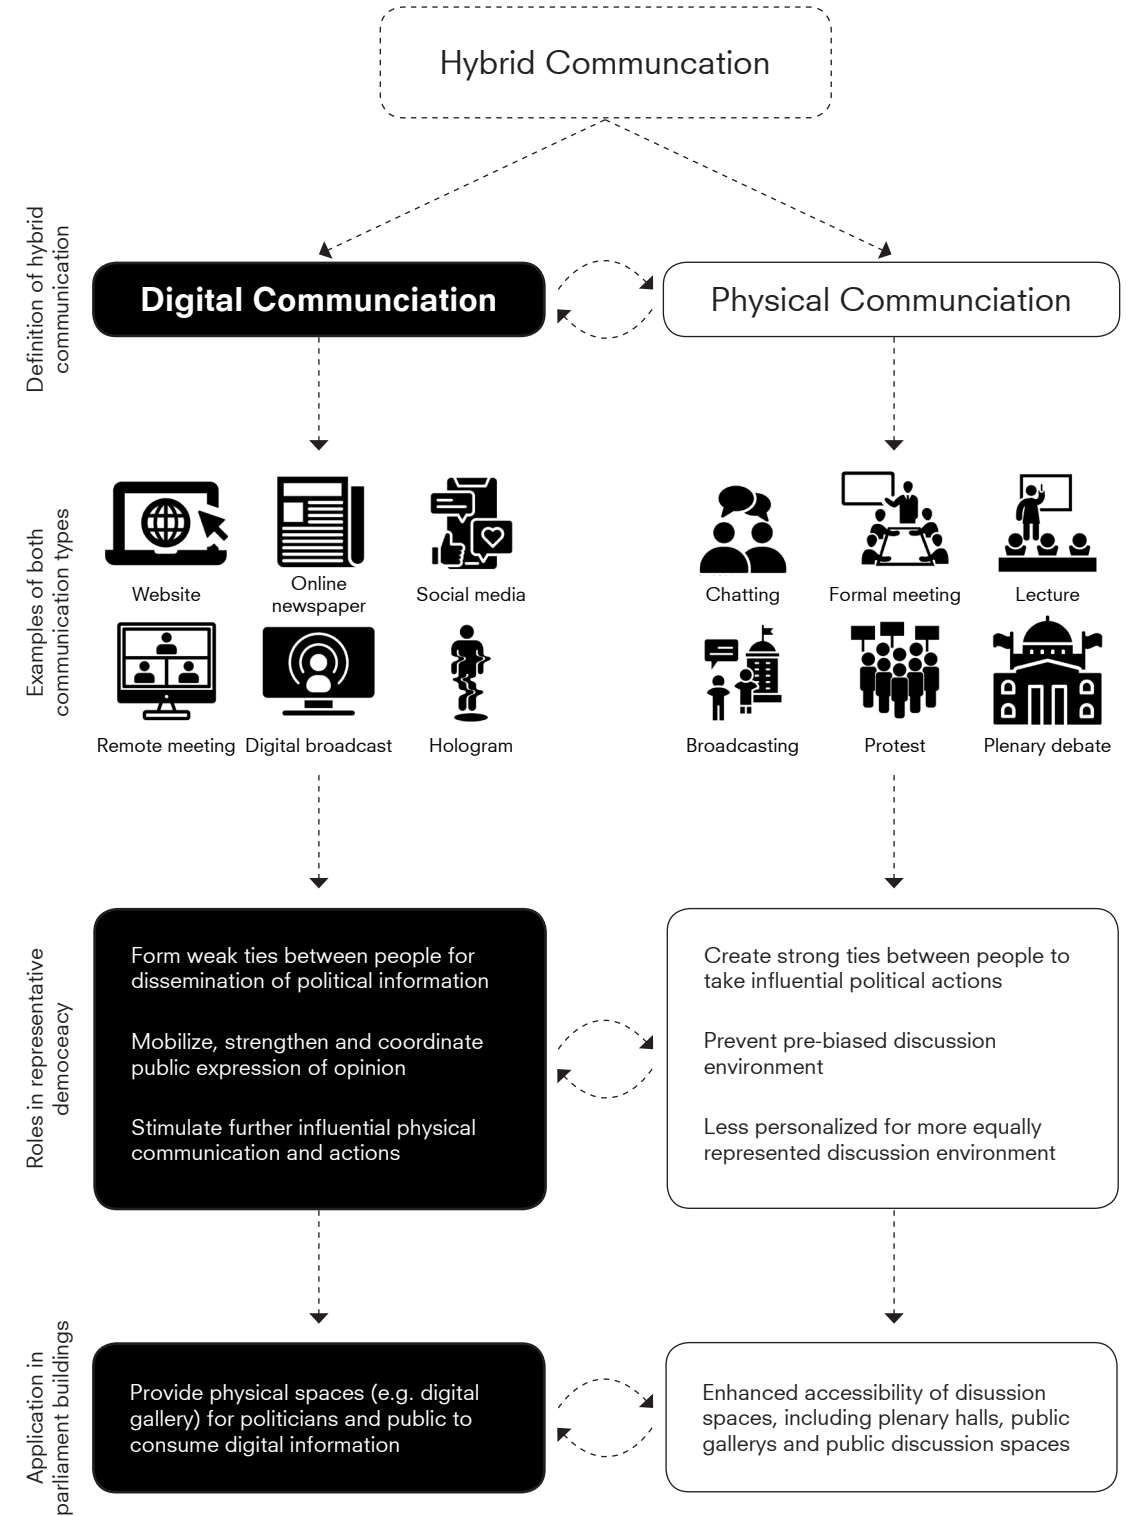 Hybrid Communcation
Definition of hybrid
communication
Digital Communciation
Physical Communciation
Examples of both
communication types
Website
Online
newspaper
Social media
Chatting
Formal meeting
Lecture
Remote meeting
Digital broadcast
Hologram
Broadcasting
Protest
Plenary debate
Roles in representative
democeacy
Form weak ties between people for
dissemination of political information
Mobilize, strengthen and coordinate
public expression of opinion
Stimulate further influential physical
communication and actions
Create strong ties between people to
take influential political actions
Prevent pre-biased discussion
environment
Less personalized for more equally
represented discussion environment
Application in
parliament buildings
Provide physical spaces (e.g. digital
gallery) for politicians and public to
consume digital information
Enhanced accessibility of disussion
spaces, including plenary halls, public
gallerys and public discussion spaces